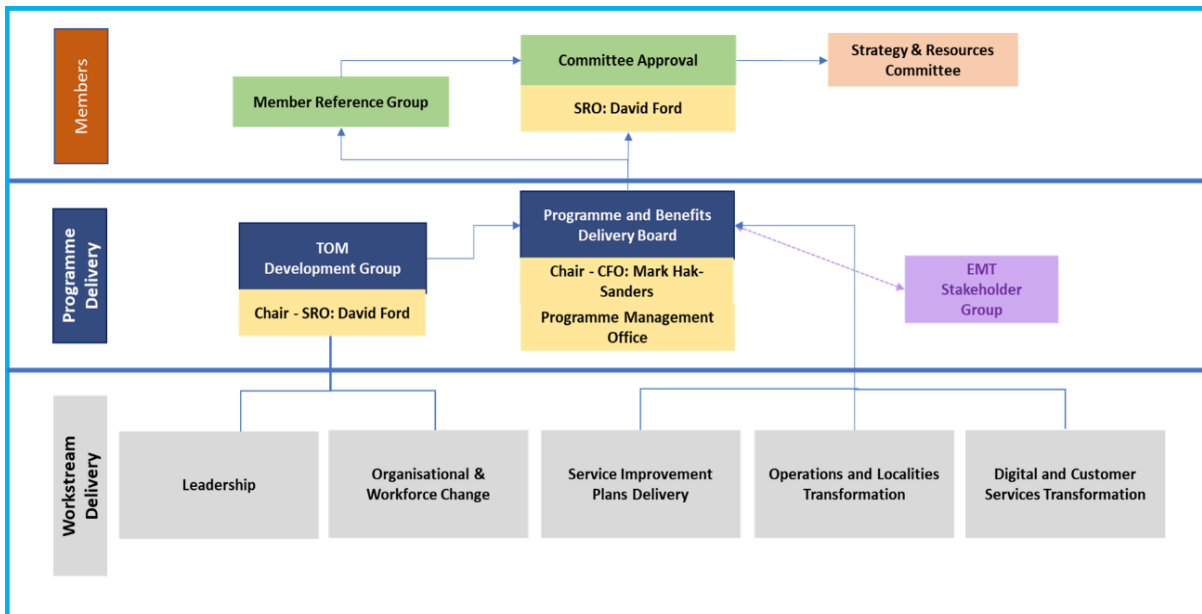 Members
Member Reference Group
Committee Approval
SRO: David Ford
Strategy & Resources
Committee
Programme
Delivery
TOM
Development Group
Chair - SRO: David Ford
Programme and Benefits
Delivery Board
Chair - CFO: Mark Hak-
Sanders
Programme Management
Office
EMT
Stakeholder
Group
Workstream
Delivery
Leadership
Organisational &
Workforce Change
Service Improvement
Plans Delivery
Operations and Localities
Transformation
Digital and Customer
Services Transformation